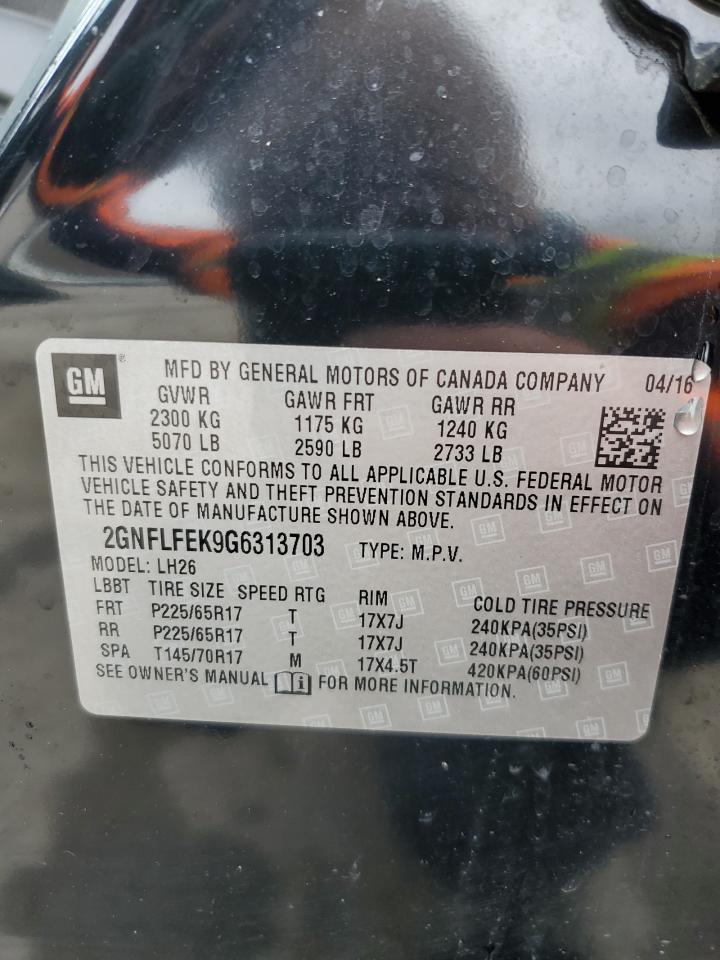 GM
MFD BY GENERAL MOTORS OF CANADA COMPANY 04/16
GVWR GAWR FRT GAWR RR
2300 KG 1175 KG 1240 KG
5070 LB 2590 LB 2733 LB
THIS VEHICLE CONFORMS TO ALL APPLICABLE U.S. FEDERAL MOTOR
VEHICLE SAFETY AND THEFT PREVENTION STANDARDS IN EFFECT ON
THE DATE OF MANUFACTURE SHOWN ABOVE.
2GNFLFEK9G6313703 TYPE: M.P.V.
MODEL: LH26
LBBT TIRE SIZE SPEED RTG RIM COLD TIRE PRESSURE
FRT P225/65R17 T 17X7J 240KPA(35PSI)
RR P225/65R17 T 17X7J 240KPA(35PSI)
SPA T145/70R17 M 17X4.5T 420KPA(60PSI)
SEE OWNER'S MANUAL FOR MORE INFORMATION.